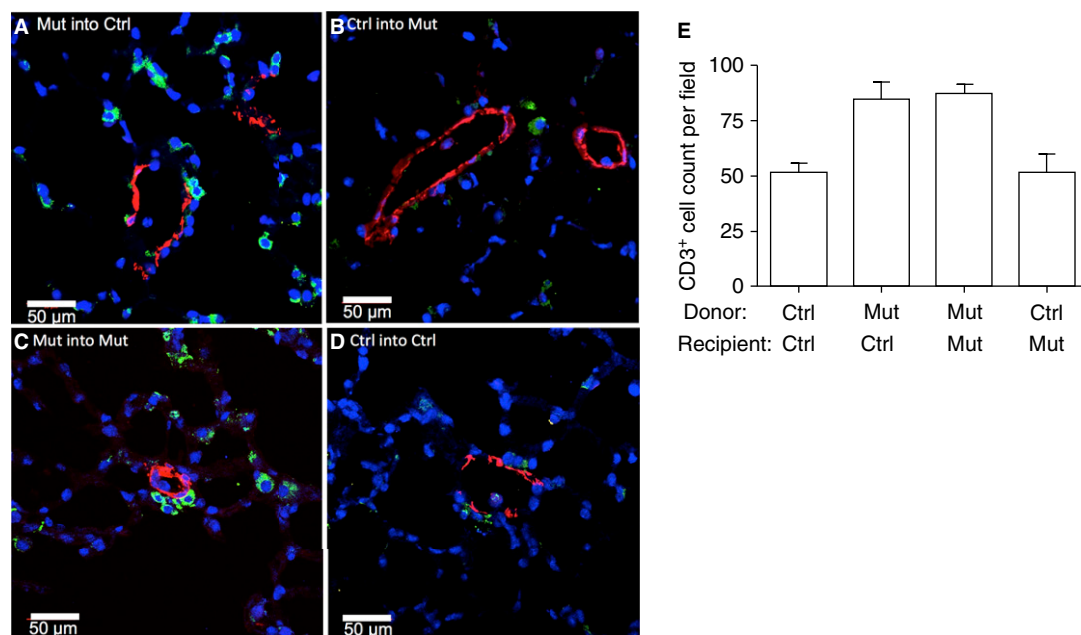 A Mut into Ctrl
50 µm
B Ctrl into Mut
50 µm
C Mut into Mut
50 µm
D Ctrl into Ctrl
50 µm
E
CD3⁺ cell count per field
100
75
50
25
0
Donor: Ctrl Mut Mut Ctrl
Recipient: Ctrl Ctrl Mut Mut